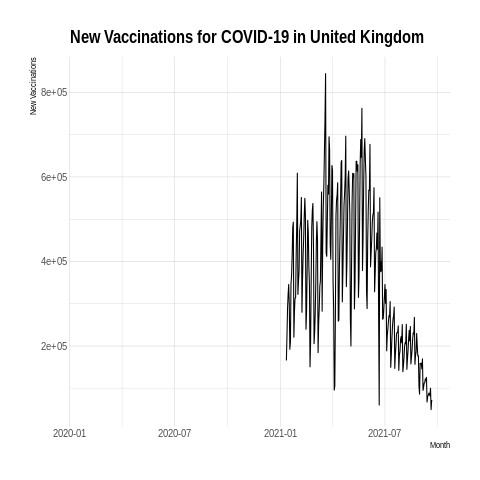 New Vaccinations for COVID-19 in United Kingdom
New Vaccinations
8e+05
6e+05
4e+05
2e+05
2020-01 2020-07 2021-01 2021-07
Month